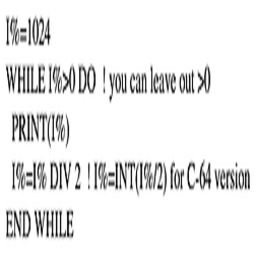 I%=1024
WHILE I%>0 DO ! you can leave out >0
PRINT(I%)
I%=I% DIV 2 ! I%=INT(I%/2) for C-64 version
END WHILE